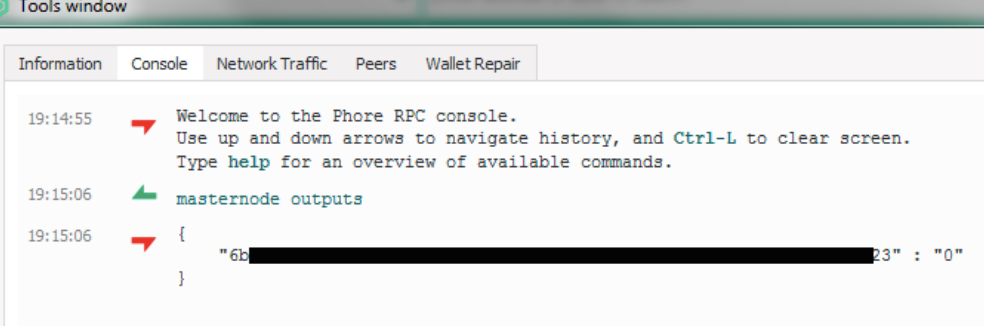 Tools window
Information Console Network Traffic Peers Wallet Repair
19:14:55 Welcome to the Phore RPC console.
Use up and down arrows to navigate history, and Ctrl-L to clear screen.
Type help for an overview of available commands.
19:15:06 masternode outputs
19:15:06 {
"6b 23" : "0"
}